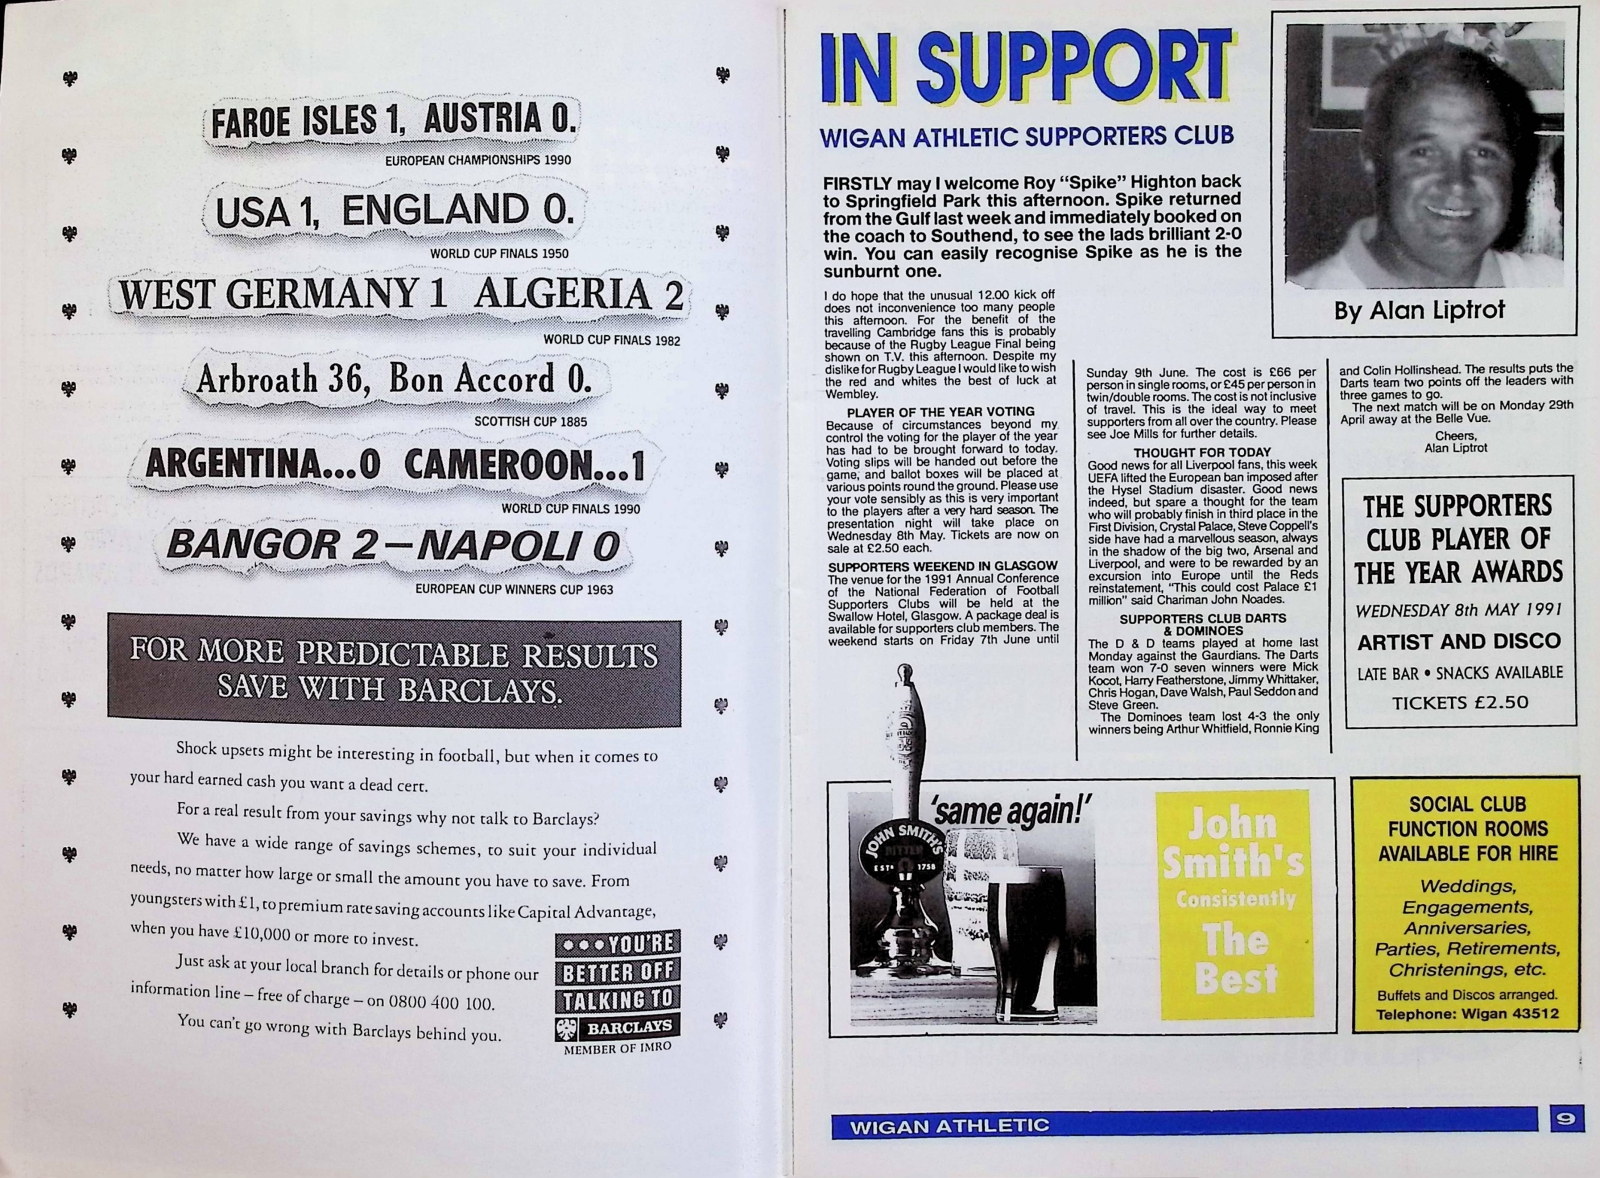 FAROE ISLES 1, AUSTRIA 0.
EUROPEAN CHAMPIONSHIPS 1990
USA 1, ENGLAND 0.
WORLD CUP FINALS 1950
WEST GERMANY 1 ALGERIA 2
WORLD CUP FINALS 1982
Arbroath 36, Bon Accord 0.
SCOTTISH CUP 1885
ARGENTINA...0 CAMEROON...1
WORLD CUP FINALS 1990
BANGOR 2–NAPOLI 0
EUROPEAN CUP WINNERS CUP 1963
FOR MORE PREDICTABLE RESULTS
SAVE WITH BARCLAYS.
Shock upsets might be interesting in football, but when it comes to
your hard earned cash you want a dead cert.
For a real result from your savings why not talk to Barclays?
We have a wide range of savings schemes, to suit your individual
needs, no matter how large or small the amount you have to save. From
youngsters with £1, to premium rate saving accounts like Capital Advantage,
when you have £10,000 or more to invest.
Just ask at your local branch for details or phone our
information line – free of charge – on 0800 400 100.
You can't go wrong with Barclays behind you.
●●●YOU'RE
BETTER OFF
TALKING TO
BARCLAYS
MEMBER OF IMRO
IN SUPPORT
WIGAN ATHLETIC SUPPORTERS CLUB
FIRSTLY may I welcome Roy “Spike” Highton back
to Springfield Park this afternoon. Spike returned
from the Gulf last week and immediately booked on
the coach to Southend, to see the lads brilliant 2-0
win. You can easily recognise Spike as he is the
sunburnt one.
By Alan Liptrot
I do hope that the unusual 12.00 kick off
does not inconvenience too many people
this afternoon. For the benefit of the
travelling Cambridge fans this is probably
because of the Rugby League Final being
shown on T.V. this afternoon. Despite my
dislike for Rugby League I would like to wish
the red and whites the best of luck at
Wembley.
PLAYER OF THE YEAR VOTING
Because of circumstances beyond my
control the voting for the player of the year
has had to be brought forward to today.
Voting slips will be handed out before the
game, and ballot boxes will be placed at
various points round the ground. Please use
your vote sensibly as this is very important
to the players after a very hard season. The
presentation night will take place on
Wednesday 8th May. Tickets are now on
sale at £2.50 each.
SUPPORTERS WEEKEND IN GLASGOW
The venue for the 1991 Annual Conference
of the National Federation of Football
Supporters Clubs will be held at the
Swallow Hotel, Glasgow. A package deal is
available for supporters club members. The
weekend starts on Friday 7th June until
Sunday 9th June. The cost is £66 per
person in single rooms, or £45 per person in
twin/double rooms. The cost is not inclusive
of travel. This is the ideal way to meet
supporters from all over the country. Please
see Joe Mills for further details.
THOUGHT FOR TODAY
Good news for all Liverpool fans, this week
UEFA lifted the European ban imposed after
the Hysel Stadium disaster. Good news
indeed, but spare a thought for the team
who will probably finish in third place in the
First Division, Crystal Palace, Steve Coppell's
side have had a marvellous season, always
in the shadow of the big two, Arsenal and
Liverpool, and were to be rewarded by an
excursion into Europe until the Reds
reinstatement, “This could cost Palace £1
million” said Chariman John Noades.
SUPPORTERS CLUB DARTS
& DOMINOES
The D & D teams played at home last
Monday against the Gaurdians. The Darts
team won 7-0 seven winners were Mick
Kocot, Harry Featherstone, Jimmy Whittaker,
Chris Hogan, Dave Walsh, Paul Seddon and
Steve Green.
The Dominoes team lost 4-3 the only
winners being Arthur Whitfield, Ronnie King
and Colin Hollinshead. The results puts the
Darts team two points off the leaders with
three games to go.
The next match will be on Monday 29th
April away at the Belle Vue.
Cheers,
Alan Liptrot
THE SUPPORTERS
CLUB PLAYER OF
THE YEAR AWARDS
WEDNESDAY 8th MAY 1991
ARTIST AND DISCO
LATE BAR • SNACKS AVAILABLE
TICKETS £2.50
'same again!'
JOHN SMITH'S
BITTER
ESTD 1758
John
Smith's
Consistently
The
Best
SOCIAL CLUB
FUNCTION ROOMS
AVAILABLE FOR HIRE
Weddings,
Engagements,
Anniversaries,
Parties, Retirements,
Christenings, etc.
Buffets and Discos arranged.
Telephone: Wigan 43512
WIGAN ATHLETIC
9